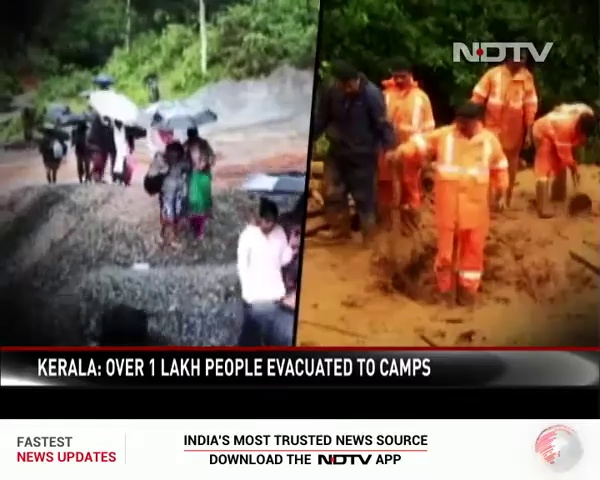 NDTV
KERALA: OVER 1 LAKH PEOPLE EVACUATED TO CAMPS
FASTEST
NEWS UPDATES
INDIA'S MOST TRUSTED NEWS SOURCE
DOWNLOAD THE NDTV APP